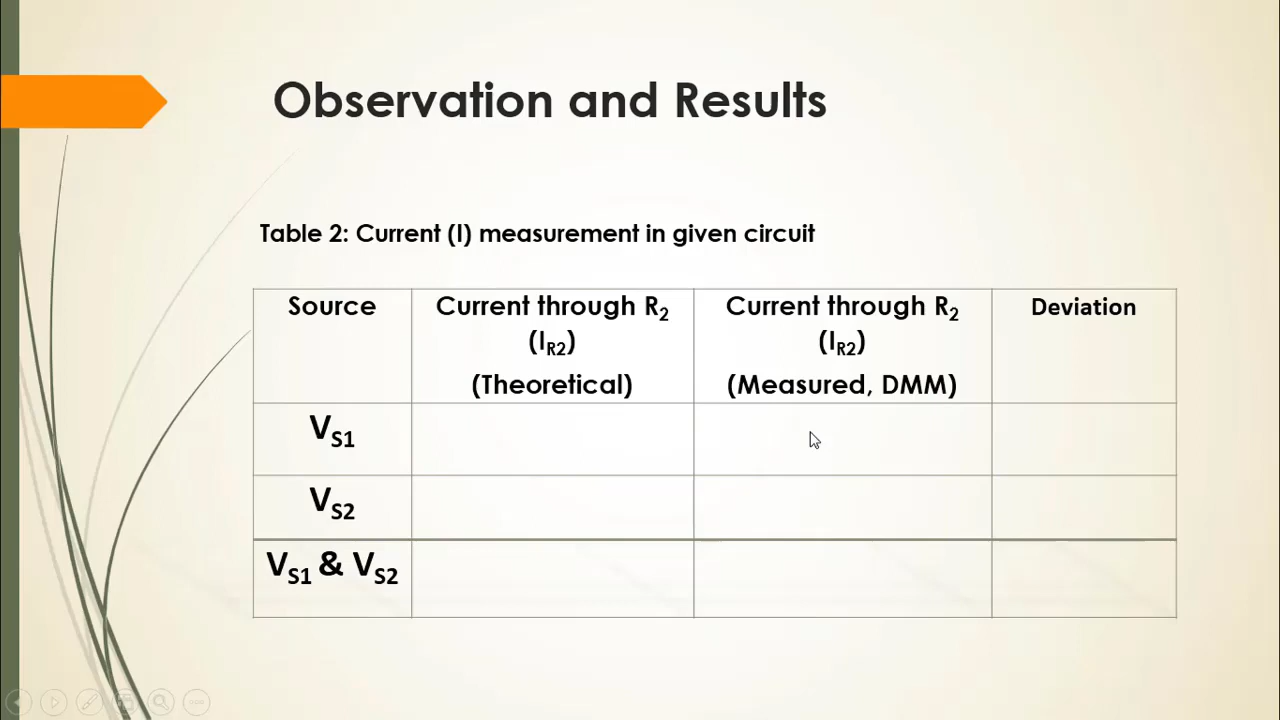 Observation and Results
Table 2: Current (I) measurement in given circuit
Source
Current through R2
(IR2)
(Theoretical)
Current through R2
(IR2)
(Measured, DMM)
Deviation
VS1
VS2
VS1 & VS2